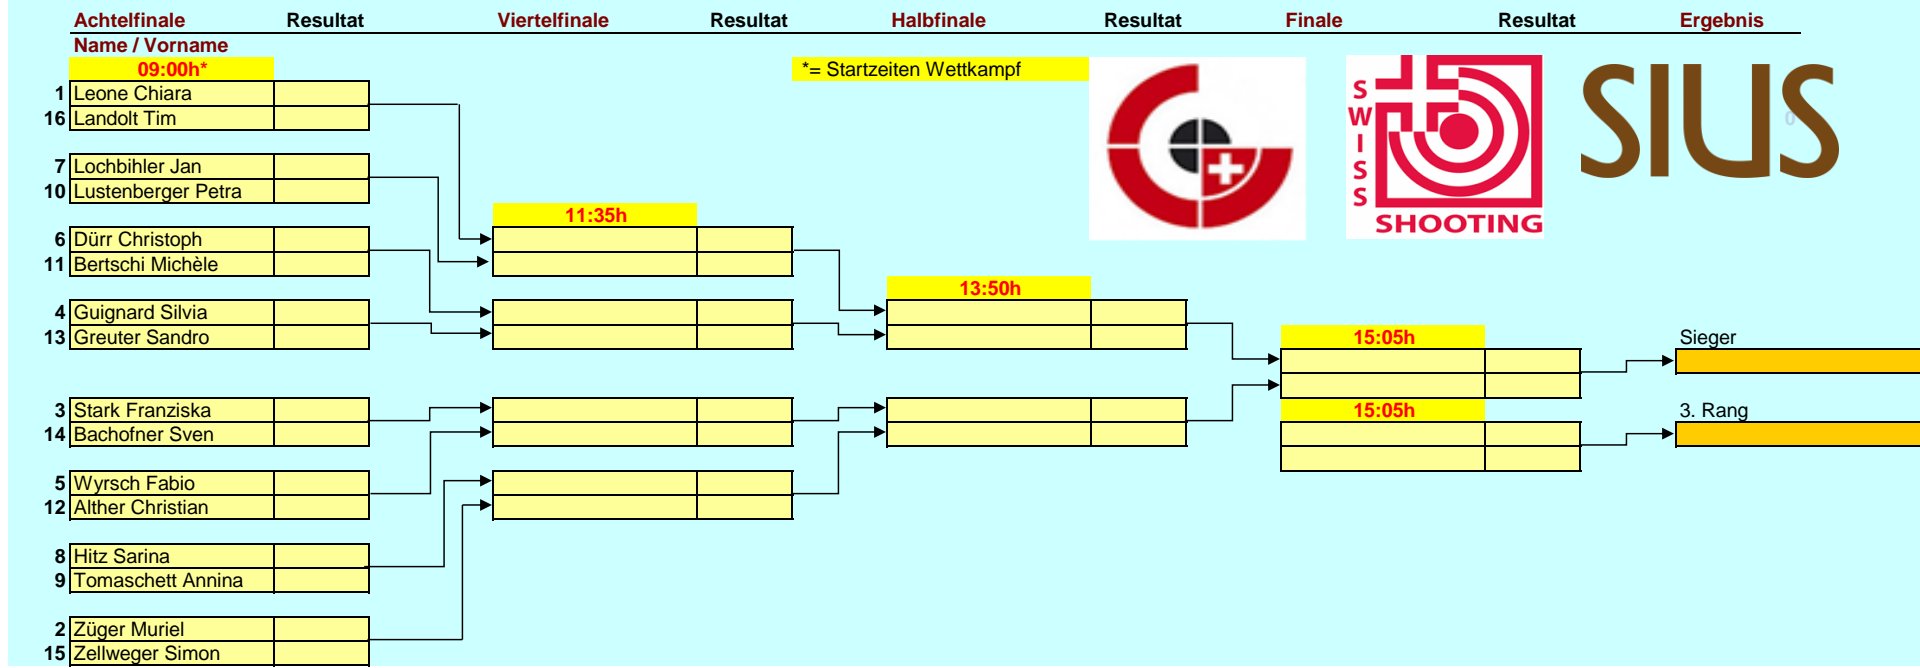 Achtelfinale Resultat Viertelfinale Resultat Halbfinale Resultat Finale Resultat Ergebnis
Name / Vorname
09:00h* *= Startzeiten Wettkampf
1 Leone Chiara
16 Landolt Tim
7 Lochbihler Jan
10 Lustenberger Petra
11:35h
6 Dürr Christoph
11 Bertschi Michèle
13:50h
4 Guignard Silvia
13 Greuter Sandro 15:05h Sieger
3 Stark Franziska 15:05h 3. Rang
14 Bachofner Sven
5 Wyrsch Fabio
12 Alther Christian
8 Hitz Sarina
9 Tomaschett Annina
2 Züger Muriel
15 Zellweger Simon
SWISS
SHOOTING
SIUS
0